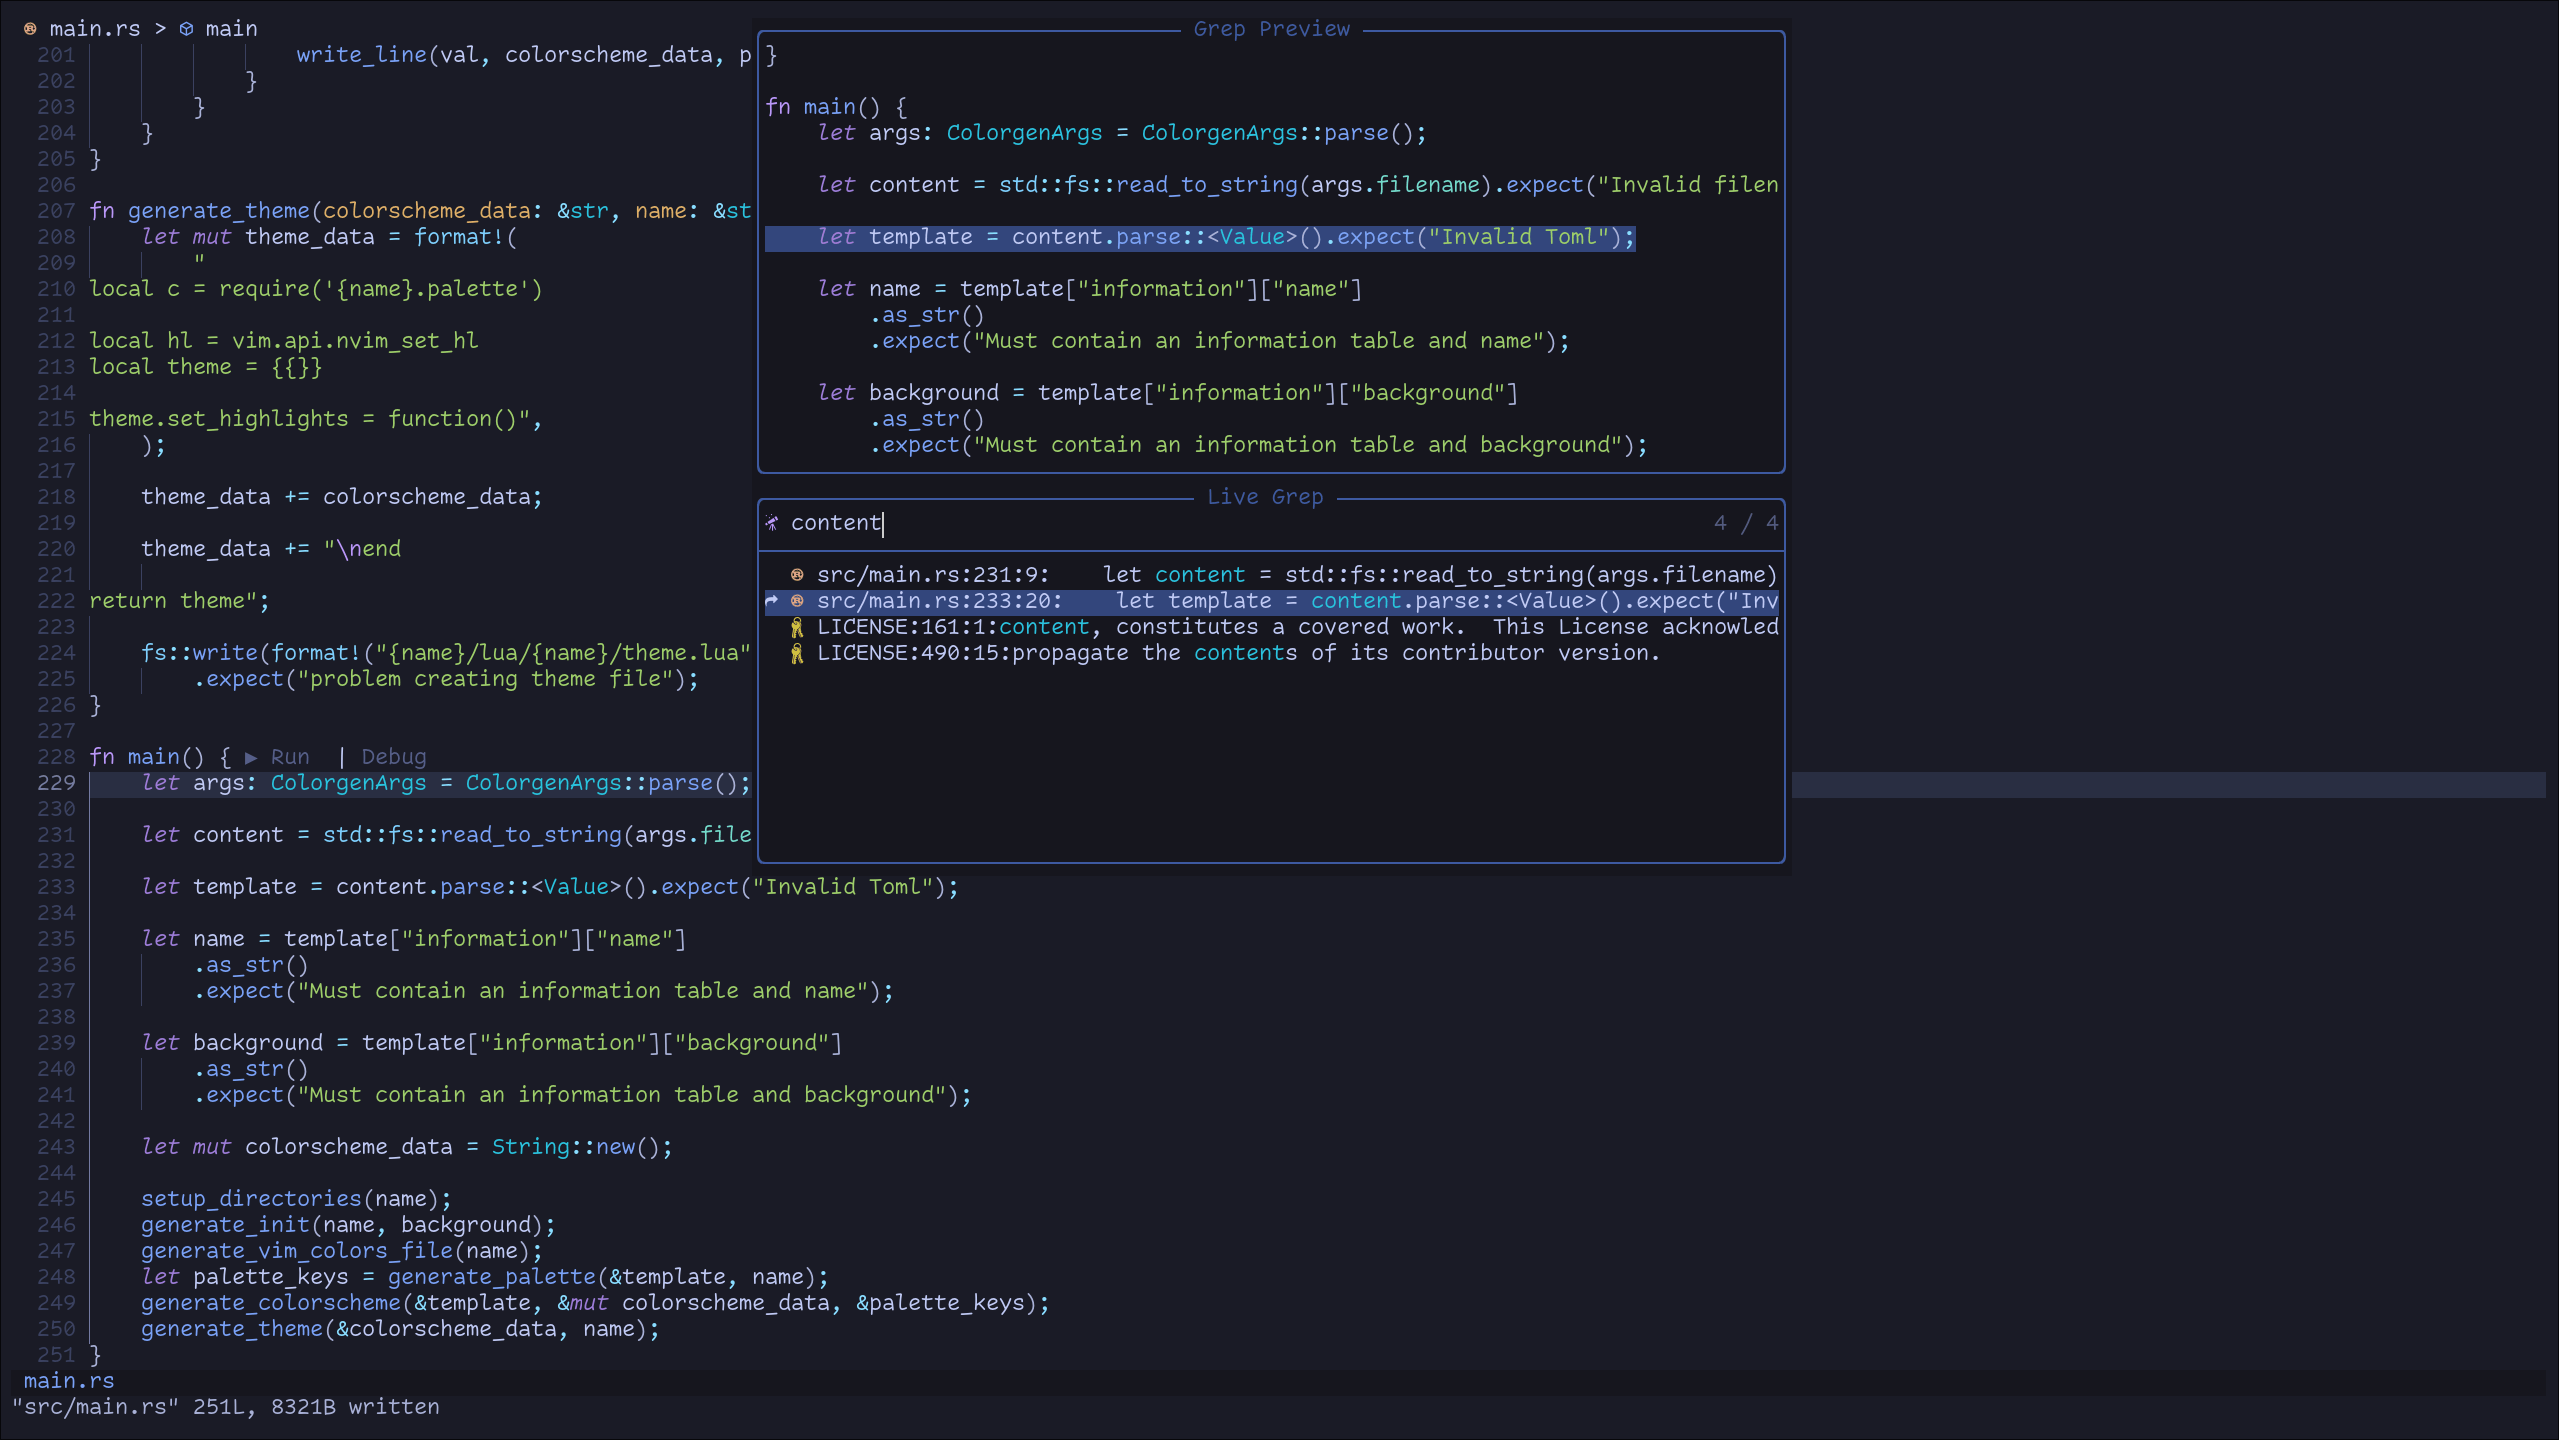 main.rs > main
201 write_line(val, colorscheme_data, p
202 }
203 }
204 }
205 }
206
207 fn generate_theme(colorscheme_data: &str, name: &st
208 let mut theme_data = format!(
209 "
210 local c = require('{name}.palette')
211
212 local hl = vim.api.nvim_set_hl
213 local theme = {{}}
214
215 theme.set_highlights = function()",
216 );
217
218 theme_data += colorscheme_data;
219
220 theme_data += "\nend
221
222 return theme";
223
224 fs::write(format!("{name}/lua/{name}/theme.lua"
225 .expect("problem creating theme file");
226 }
227
228 fn main() { ▶ Run | Debug
229 let args: ColorgenArgs = ColorgenArgs::parse();
230
231 let content = std::fs::read_to_string(args.file
232
233 let template = content.parse::<Value>().expect("Invalid Toml");
234
235 let name = template["information"]["name"]
236 .as_str()
237 .expect("Must contain an information table and name");
238
239 let background = template["information"]["background"]
240 .as_str()
241 .expect("Must contain an information table and background");
242
243 let mut colorscheme_data = String::new();
244
245 setup_directories(name);
246 generate_init(name, background);
247 generate_vim_colors_file(name);
248 let palette_keys = generate_palette(&template, name);
249 generate_colorscheme(&template, &mut colorscheme_data, &palette_keys);
250 generate_theme(&colorscheme_data, name);
251 }
main.rs
"src/main.rs" 251L, 8321B written
Grep Preview
}
fn main() {
let args: ColorgenArgs = ColorgenArgs::parse();
let content = std::fs::read_to_string(args.filename).expect("Invalid filen
let template = content.parse::<Value>().expect("Invalid Toml");
let name = template["information"]["name"]
.as_str()
.expect("Must contain an information table and name");
let background = template["information"]["background"]
.as_str()
.expect("Must contain an information table and background");
Live Grep
content 4 / 4
src/main.rs:231:9: let content = std::fs::read_to_string(args.filename)
src/main.rs:233:20: let template = content.parse::<Value>().expect("Inv
LICENSE:161:1:content, constitutes a covered work. This License acknowled
LICENSE:490:15:propagate the contents of its contributor version.